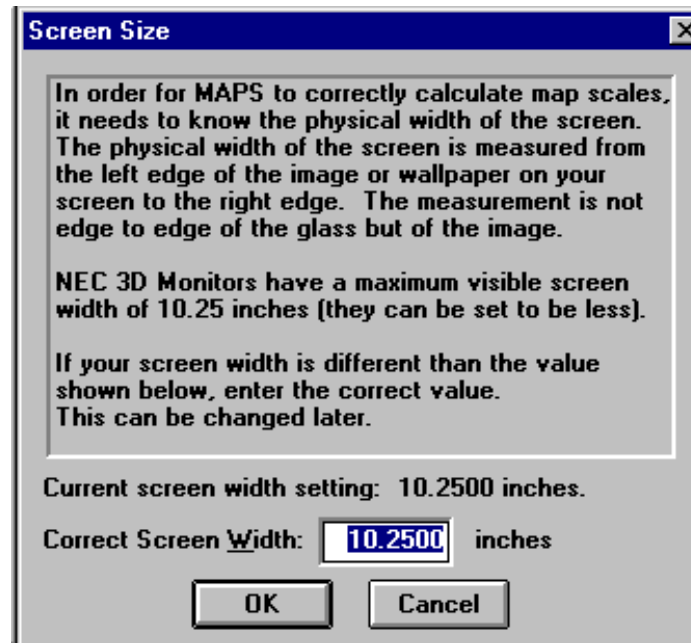 Screen Size
In order for MAPS to correctly calculate map scales,
it needs to know the physical width of the screen.
The physical width of the screen is measured from
the left edge of the image or wallpaper on your
screen to the right edge.  The measurement is not
edge to edge of the glass but of the image.
NEC 3D Monitors have a maximum visible screen
width of 10.25 inches (they can be set to be less).
If your screen width is different than the value
shown below, enter the correct value.
This can be changed later.
Current screen width setting:  10.2500 inches.
Correct Screen Width: 10.2500 inches
OK Cancel